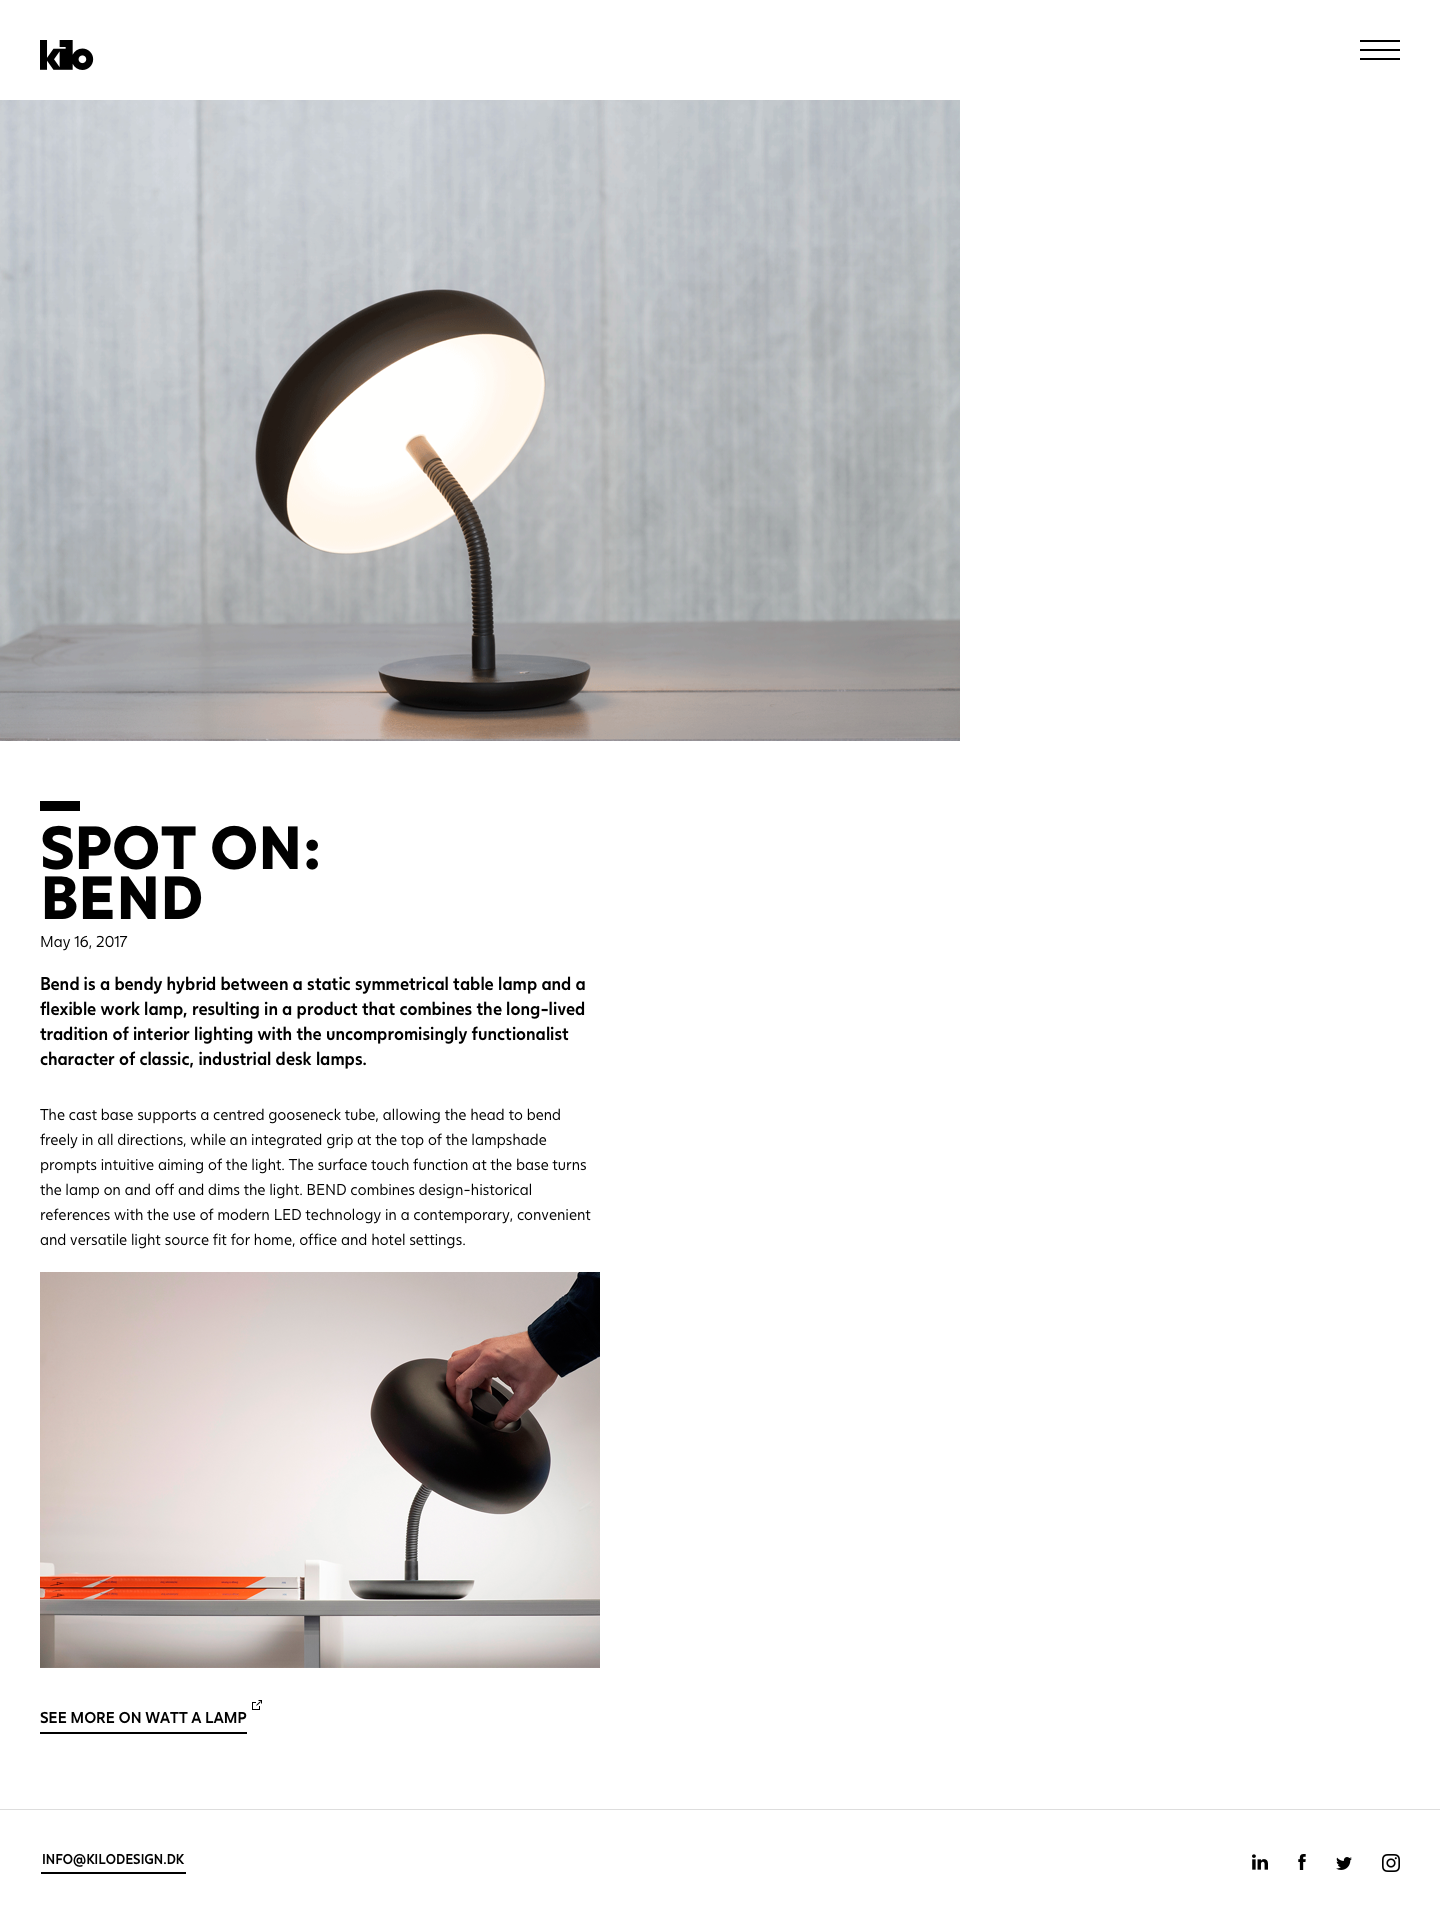 kilo
SPOT ON:
BEND
May 16, 2017
Bend is a bendy hybrid between a static symmetrical table lamp and a
flexible work lamp, resulting in a product that combines the long-lived
tradition of interior lighting with the uncompromisingly functionalist
character of classic, industrial desk lamps.
The cast base supports a centred gooseneck tube, allowing the head to bend
freely in all directions, while an integrated grip at the top of the lampshade
prompts intuitive aiming of the light. The surface touch function at the base turns
the lamp on and off and dims the light. BEND combines design-historical
references with the use of modern LED technology in a contemporary, convenient
and versatile light source fit for home, office and hotel settings.
SEE MORE ON WATT A LAMP
INFO@KILODESIGN.DK